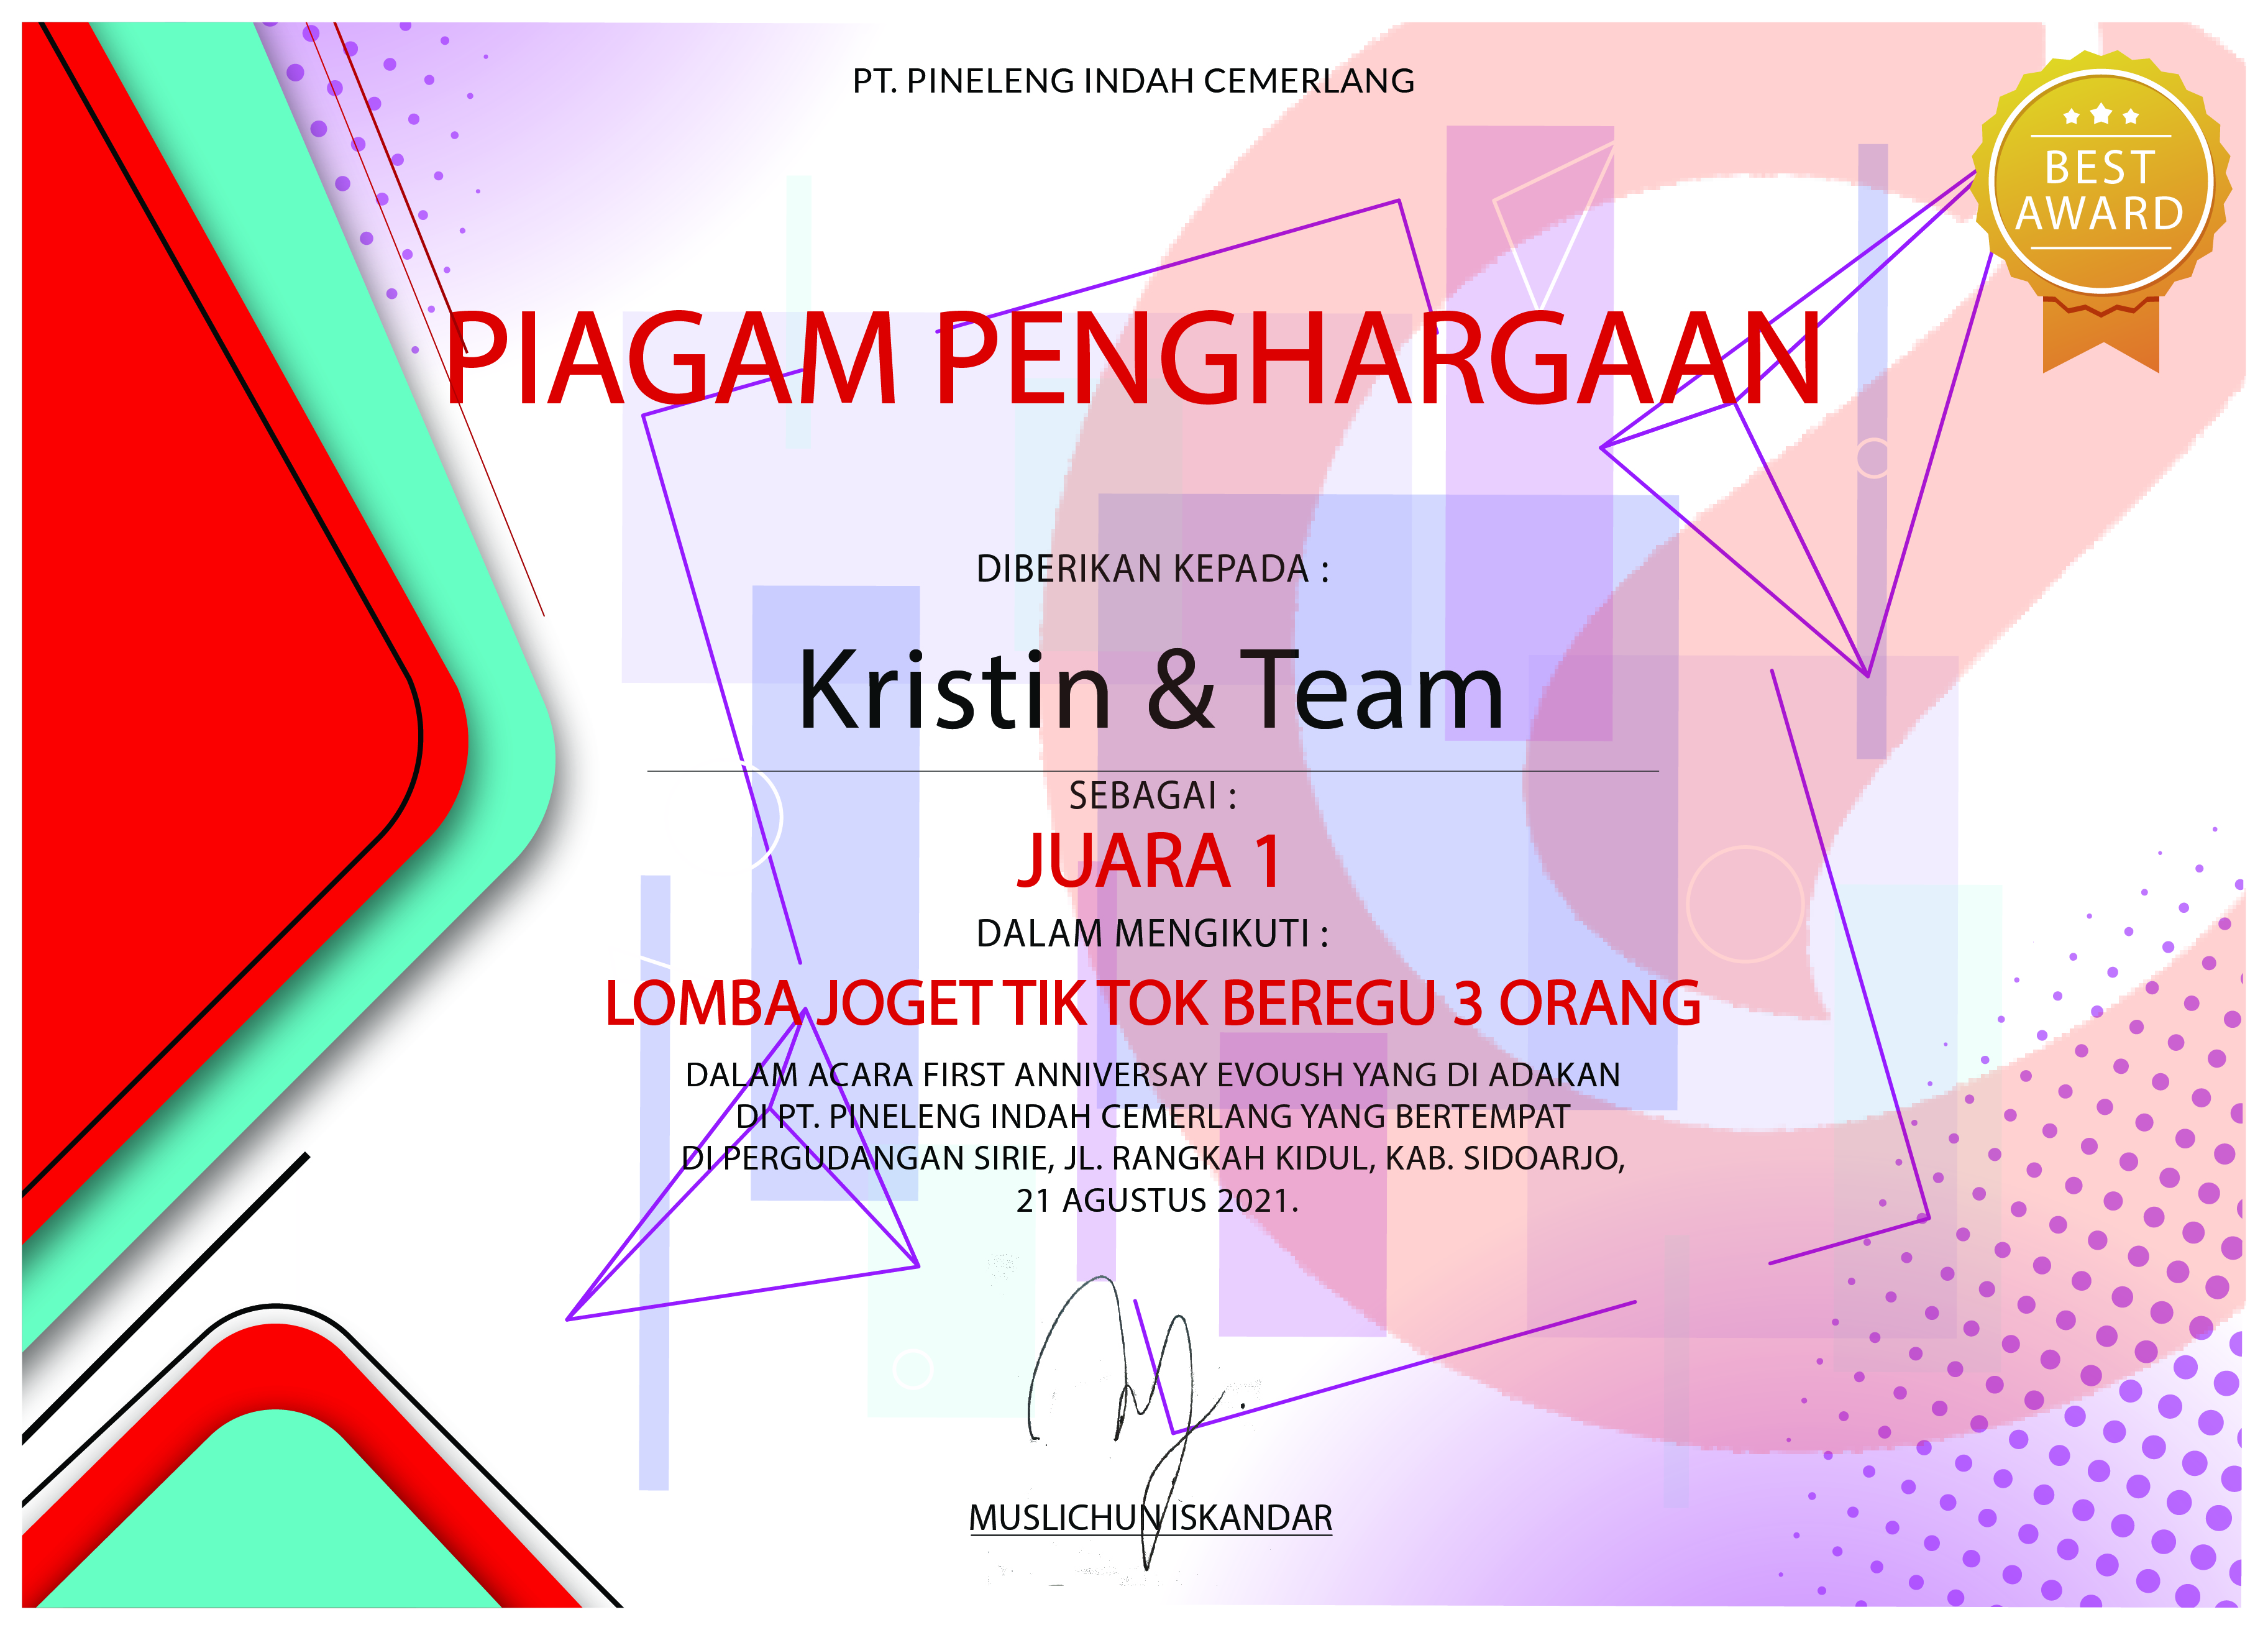 PT. PINELENG INDAH CEMERLANG
BEST
AWARD
PIAGAM PENGHARGAAN
DIBERIKAN KEPADA :
Kristin & Team
SEBAGAI :
JUARA 1
DALAM MENGIKUTI :
LOMBA JOGET TIK TOK BEREGU 3 ORANG
DALAM ACARA FIRST ANNIVERSAY EVOUSH YANG DI ADAKAN
DI PT. PINELENG INDAH CEMERLANG YANG BERTEMPAT
DI PERGUDANGAN SIRIE, JL. RANGKAH KIDUL, KAB. SIDOARJO,
21 AGUSTUS 2021.
MUSLICHUN ISKANDAR